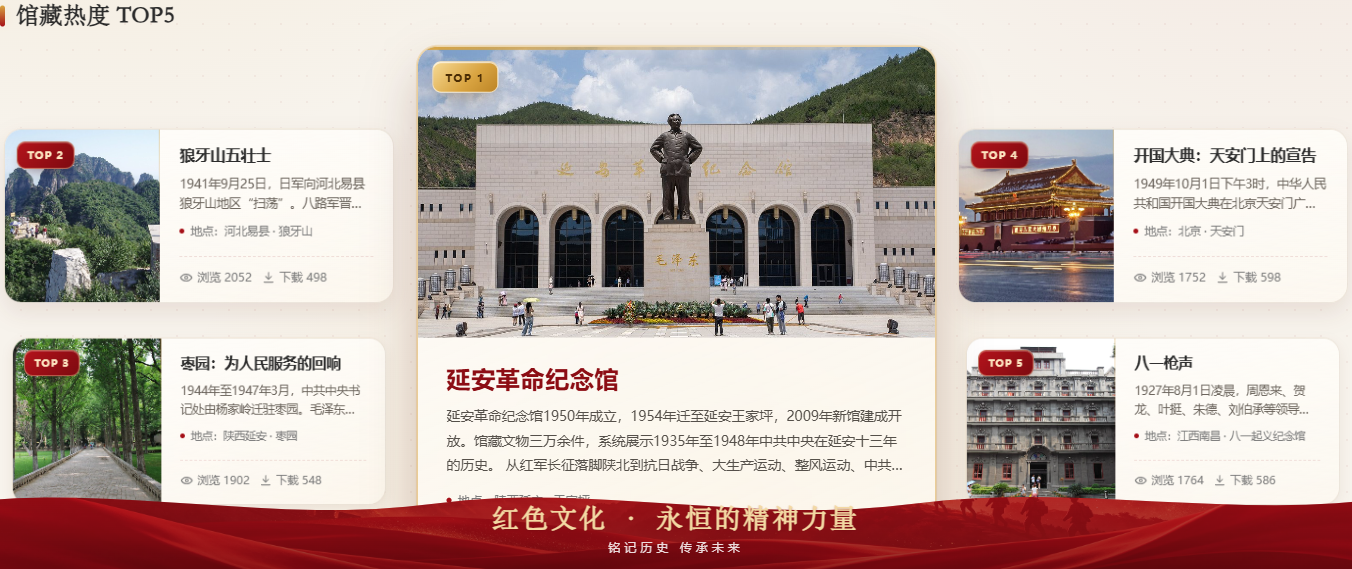 馆藏热度 TOP5
TOP 2
狼牙山五壮士
1941年9月25日，日军向河北易县
狼牙山地区“扫荡”。八路军晋...
地点：河北易县 · 狼牙山
浏览 2052 下载 498
TOP 3
枣园：为人民服务的回响
1944年至1947年3月，中共中央书
记处由杨家岭迁驻枣园。毛泽东...
地点：陕西延安 · 枣园
浏览 1902 下载 548
TOP 1
延安革命纪念馆
毛泽东
延安革命纪念馆
延安革命纪念馆1950年成立，1954年迁至延安王家坪，2009年新馆建成开
放。馆藏文物三万余件，系统展示1935年至1948年中共中央在延安十三年
的历史。 从红军长征落脚陕北到抗日战争、大生产运动、整风运动、中共...
TOP 4
开国大典：天安门上的宣告
1949年10月1日下午3时，中华人民
共和国开国大典在北京天安门广...
地点：北京 · 天安门
浏览 1752 下载 598
TOP 5
八一枪声
1927年8月1日凌晨，周恩来、贺
龙、叶挺、朱德、刘伯承等领导...
地点：江西南昌 · 八一起义纪念馆
浏览 1764 下载 586
红色文化 · 永恒的精神力量
铭记历史 传承未来